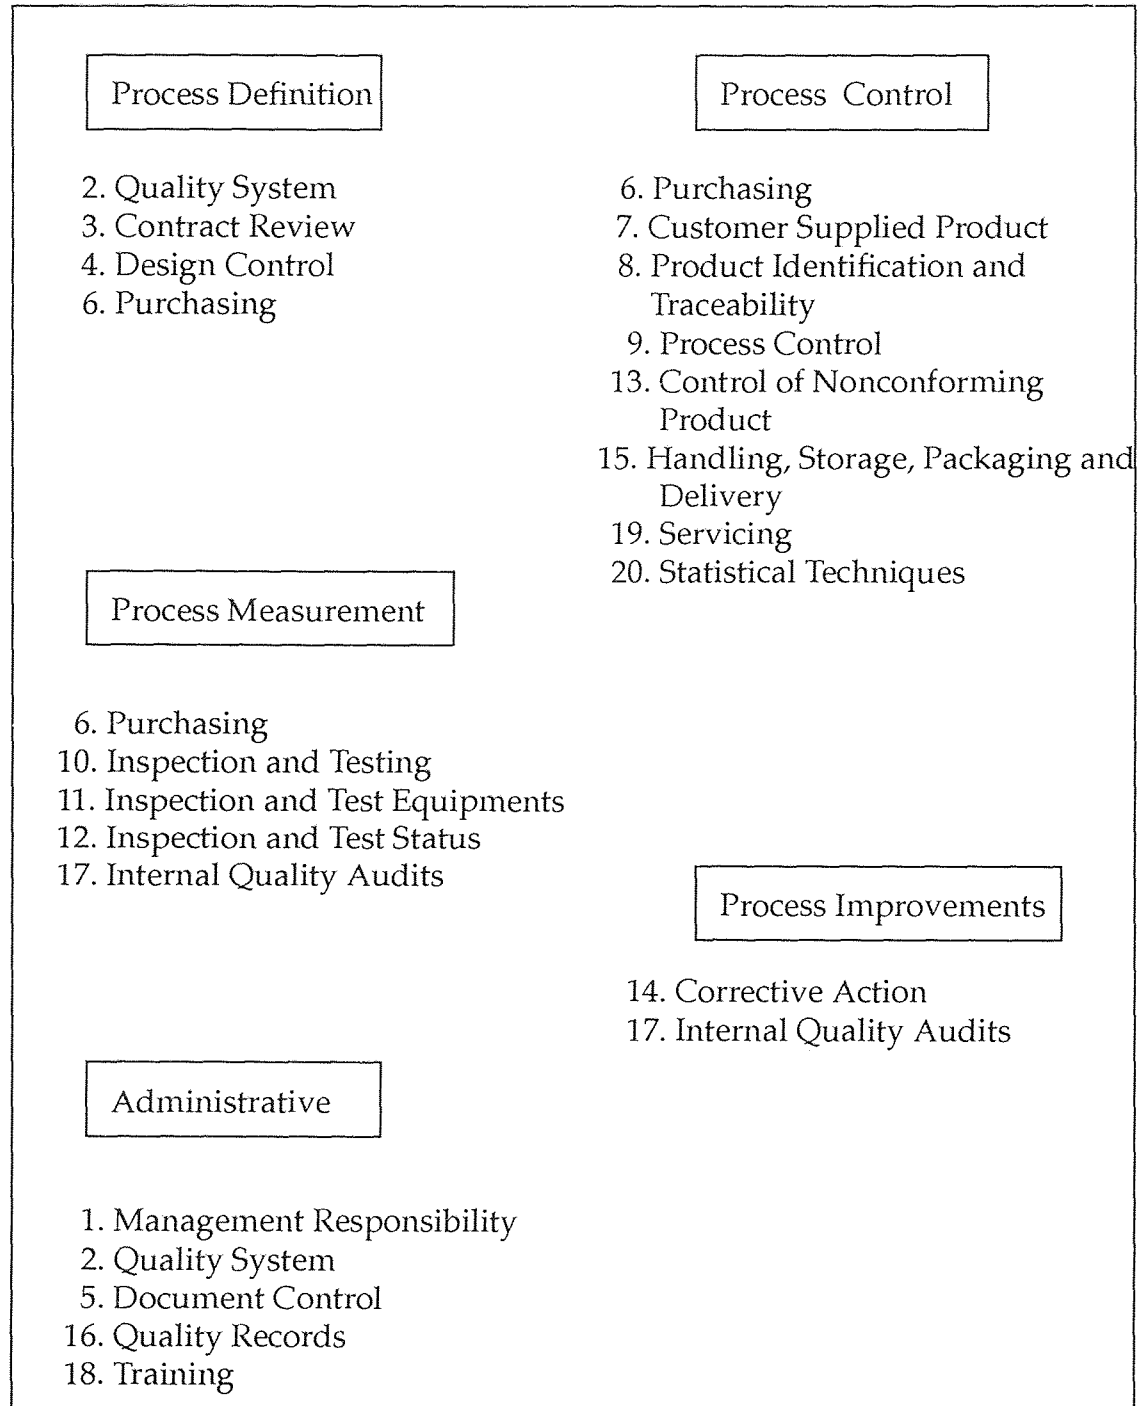 Process Definition
2. Quality System
3. Contract Review
4. Design Control
6. Purchasing
Process Control
6. Purchasing
7. Customer Supplied Product
8. Product Identification and
Traceability
9. Process Control
13. Control of Nonconforming
Product
15. Handling, Storage, Packaging and
Delivery
19. Servicing
20. Statistical Techniques
Process Measurement
6. Purchasing
10. Inspection and Testing
11. Inspection and Test Equipments
12. Inspection and Test Status
17. Internal Quality Audits
Process Improvements
14. Corrective Action
17. Internal Quality Audits
Administrative
1. Management Responsibility
2. Quality System
5. Document Control
16. Quality Records
18. Training